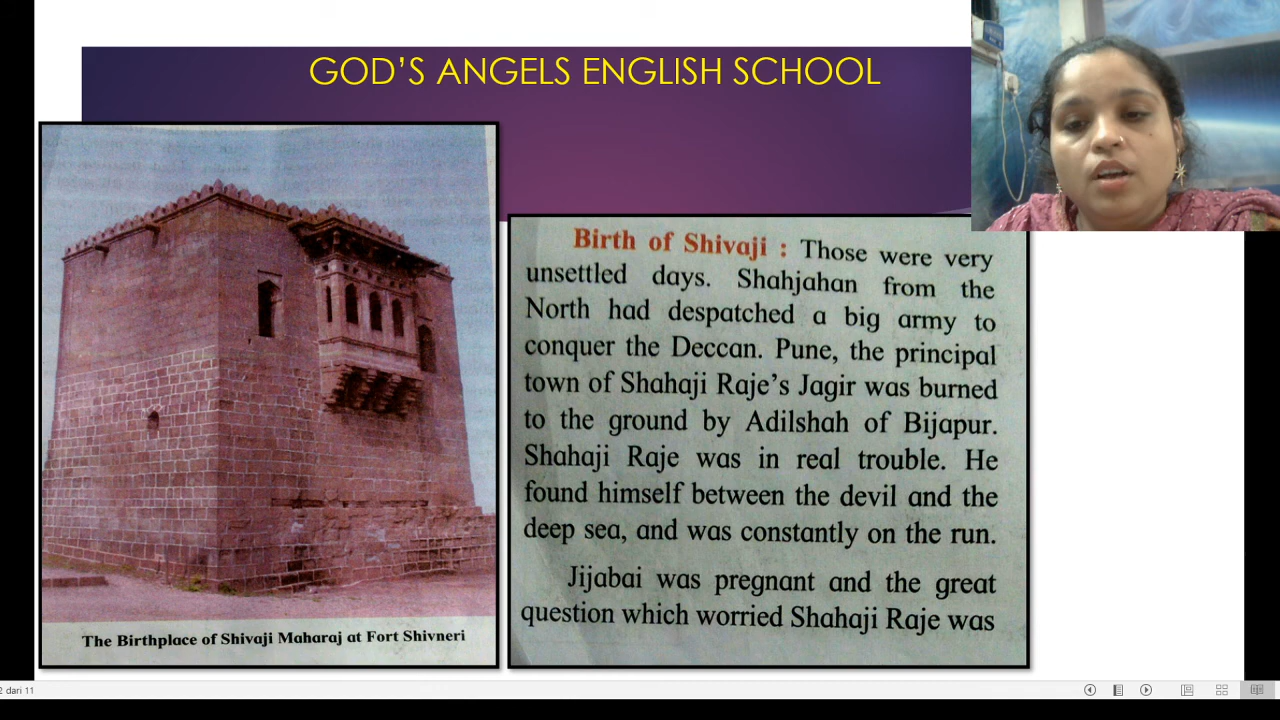 GOD'S ANGELS ENGLISH SCHOOL
The Birthplace of Shivaji Maharaj at Fort Shivneri
Birth of Shivaji : Those were very
unsettled days. Shahjahan from the
North had despatched a big army to
conquer the Deccan. Pune, the principal
town of Shahaji Raje's Jagir was burned
to the ground by Adilshah of Bijapur.
Shahaji Raje was in real trouble. He
found himself between the devil and the
deep sea, and was constantly on the run.
Jijabai was pregnant and the great
question which worried Shahaji Raje was
2 dari 11